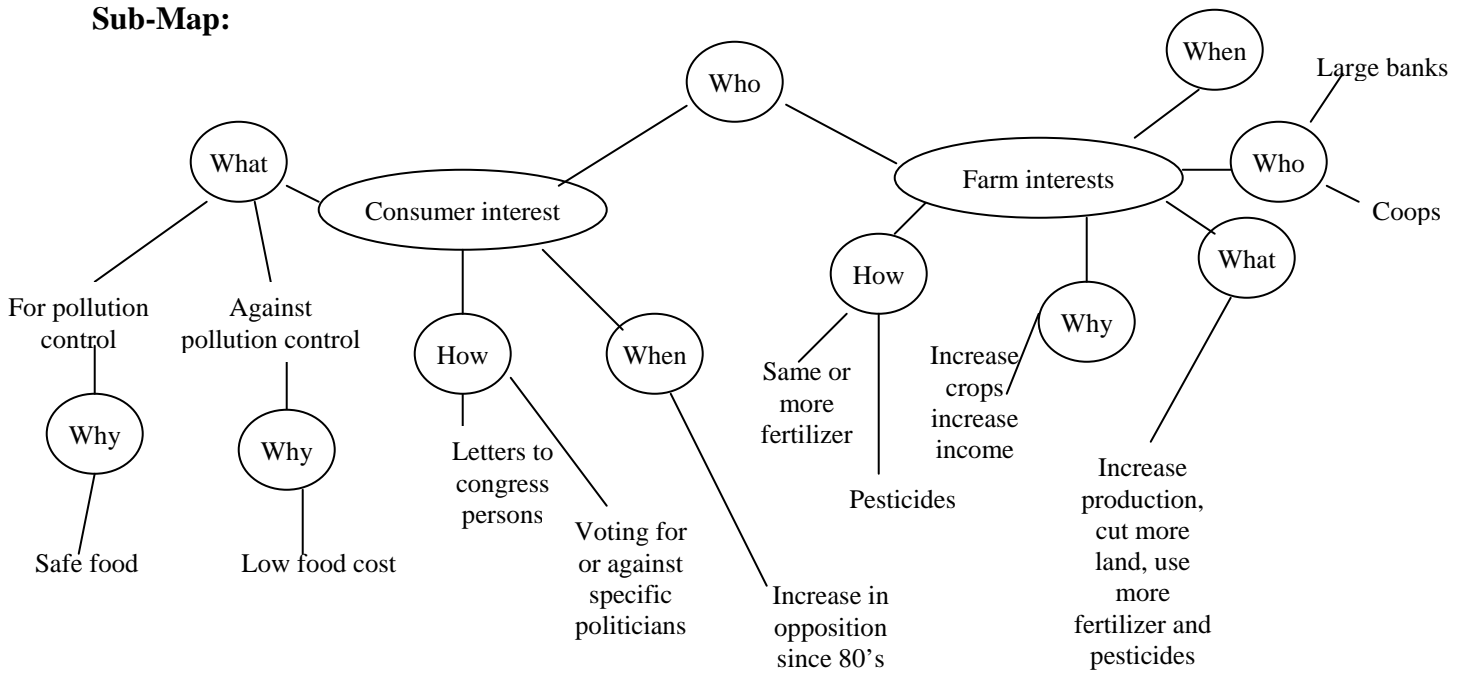 Sub-Map:
When
Large banks
Who
Who
What
Farm interests
Consumer interest
Coops
What
How
For pollution
control
Against
pollution control
Why
How
When
Same or
more
fertilizer
Increase
crops
increase
income
Why
Why
Letters to
congress
persons
Pesticides
Increase
production,
cut more
land, use
more
fertilizer and
pesticides
Voting for
or against
specific
politicians
Safe food
Low food cost
Increase in
opposition
since 80's